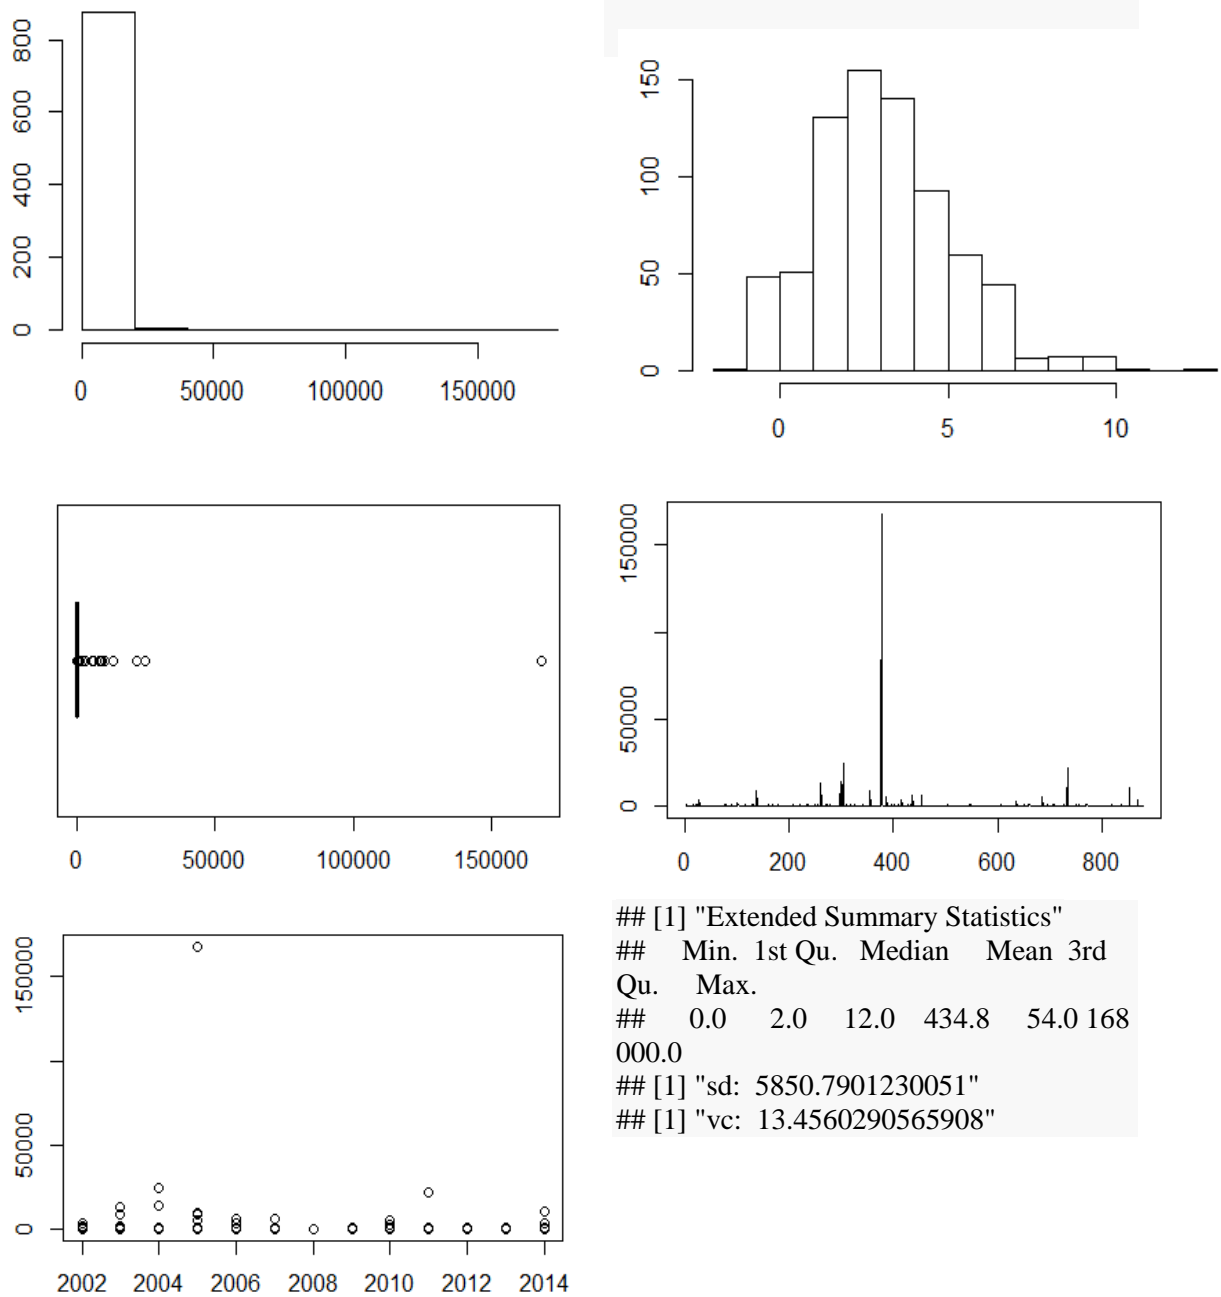 800
600
400
200
0
0 50000 100000 150000
150
100
50
0
0 5 10
0 50000 100000 150000
150000
50000
0
0 200 400 600 800
150000
50000
0
2002 2004 2006 2008 2010 2012 2014
## [1] "Extended Summary Statistics"
## Min. 1st Qu. Median Mean 3rd
Qu. Max.
## 0.0 2.0 12.0 434.8 54.0 168
000.0
## [1] "sd: 5850.7901230051"
## [1] "vc: 13.4560290565908"